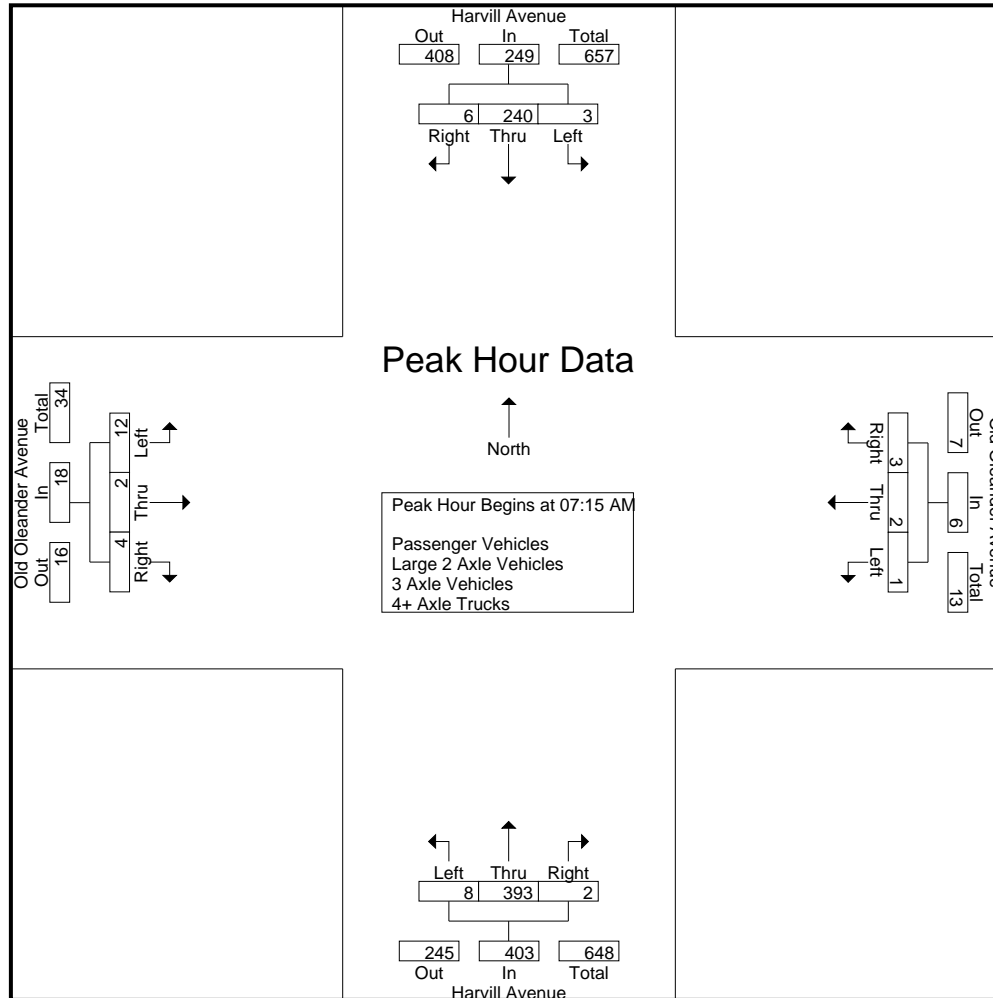 Harvill Avenue
Out In Total
408 249 657
6 240 3
Right Thru Left
Peak Hour Data
North
Peak Hour Begins at 07:15 AM
Passenger Vehicles
Large 2 Axle Vehicles
3 Axle Vehicles
4+ Axle Trucks
Old Oleander Avenue
Out In Total
16 18 34
Left Thru Right
12 2 4
Out In Total
7 6 13
Right Thru Left
3 2 1
Left Thru Right
8 393 2
245 403 648
Out In Total
Harvill Avenue